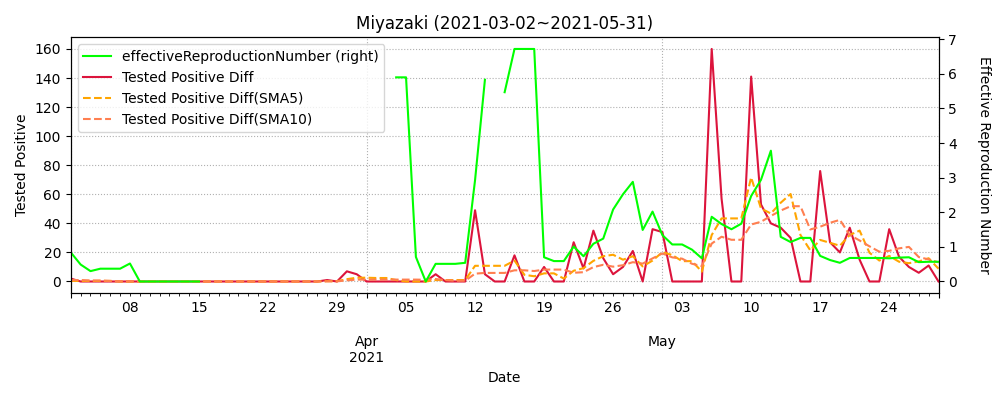 Miyazaki (2021-03-02~2021-05-31)
effectiveReproductionNumber (right)
Tested Positive Diff
Tested Positive Diff(SMA5)
Tested Positive Diff(SMA10)
Tested Positive
160
140
120
100
80
60
40
20
0
7
6
5
4
3
2
1
0
Effective Reproduction Number
08 15 22 29 05 12 19 26 03 10 17 24
Apr May
2021
Date